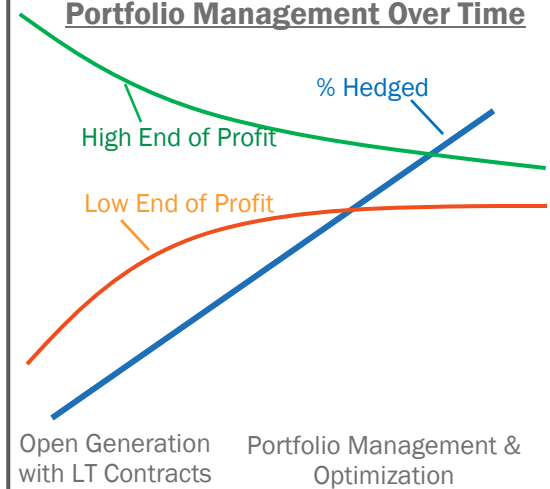 Portfolio Management Over Time
% Hedged
High End of Profit
Low End of Profit
Open Generation
with LT Contracts
Portfolio Management &
Optimization